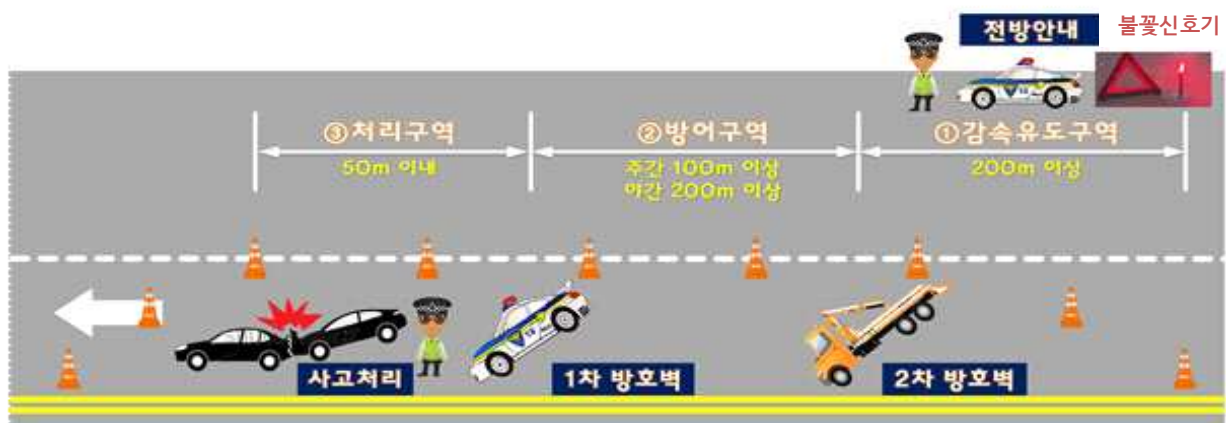 전방안내
불꽃신호기
③처리구역
②방어구역
①감속유도구역
50m 이내
주간 100m 이상
야간 200m 이상
200m 이상
사고처리
1차 방호벽
2차 방호벽